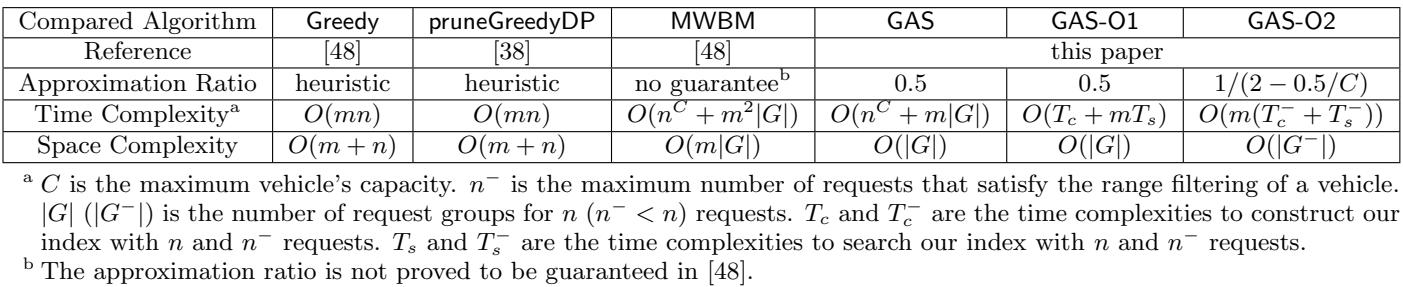 Compared Algorithm Greedy pruneGreedyDP MWBM GAS GAS-O1 GAS-O2
Reference [48] [38] [48] this paper
Approximation Ratio heuristic heuristic no guarantee^b 0.5 0.5 1/(2 − 0.5/C)
Time Complexity^a O(mn) O(mn) O(n^C + m^2|G|) O(n^C + m|G|) O(T_c + mT_s) O(m(T_c^− + T_s^−))
Space Complexity O(m + n) O(m + n) O(m|G|) O(|G|) O(|G|) O(|G^−|)
^a C is the maximum vehicle's capacity. n^− is the maximum number of requests that satisfy the range filtering of a vehicle.
|G| (|G^−|) is the number of request groups for n (n^− < n) requests. T_c and T_c^− are the time complexities to construct our
index with n and n^− requests. T_s and T_s^− are the time complexities to search our index with n and n^− requests.
^b The approximation ratio is not proved to be guaranteed in [48].